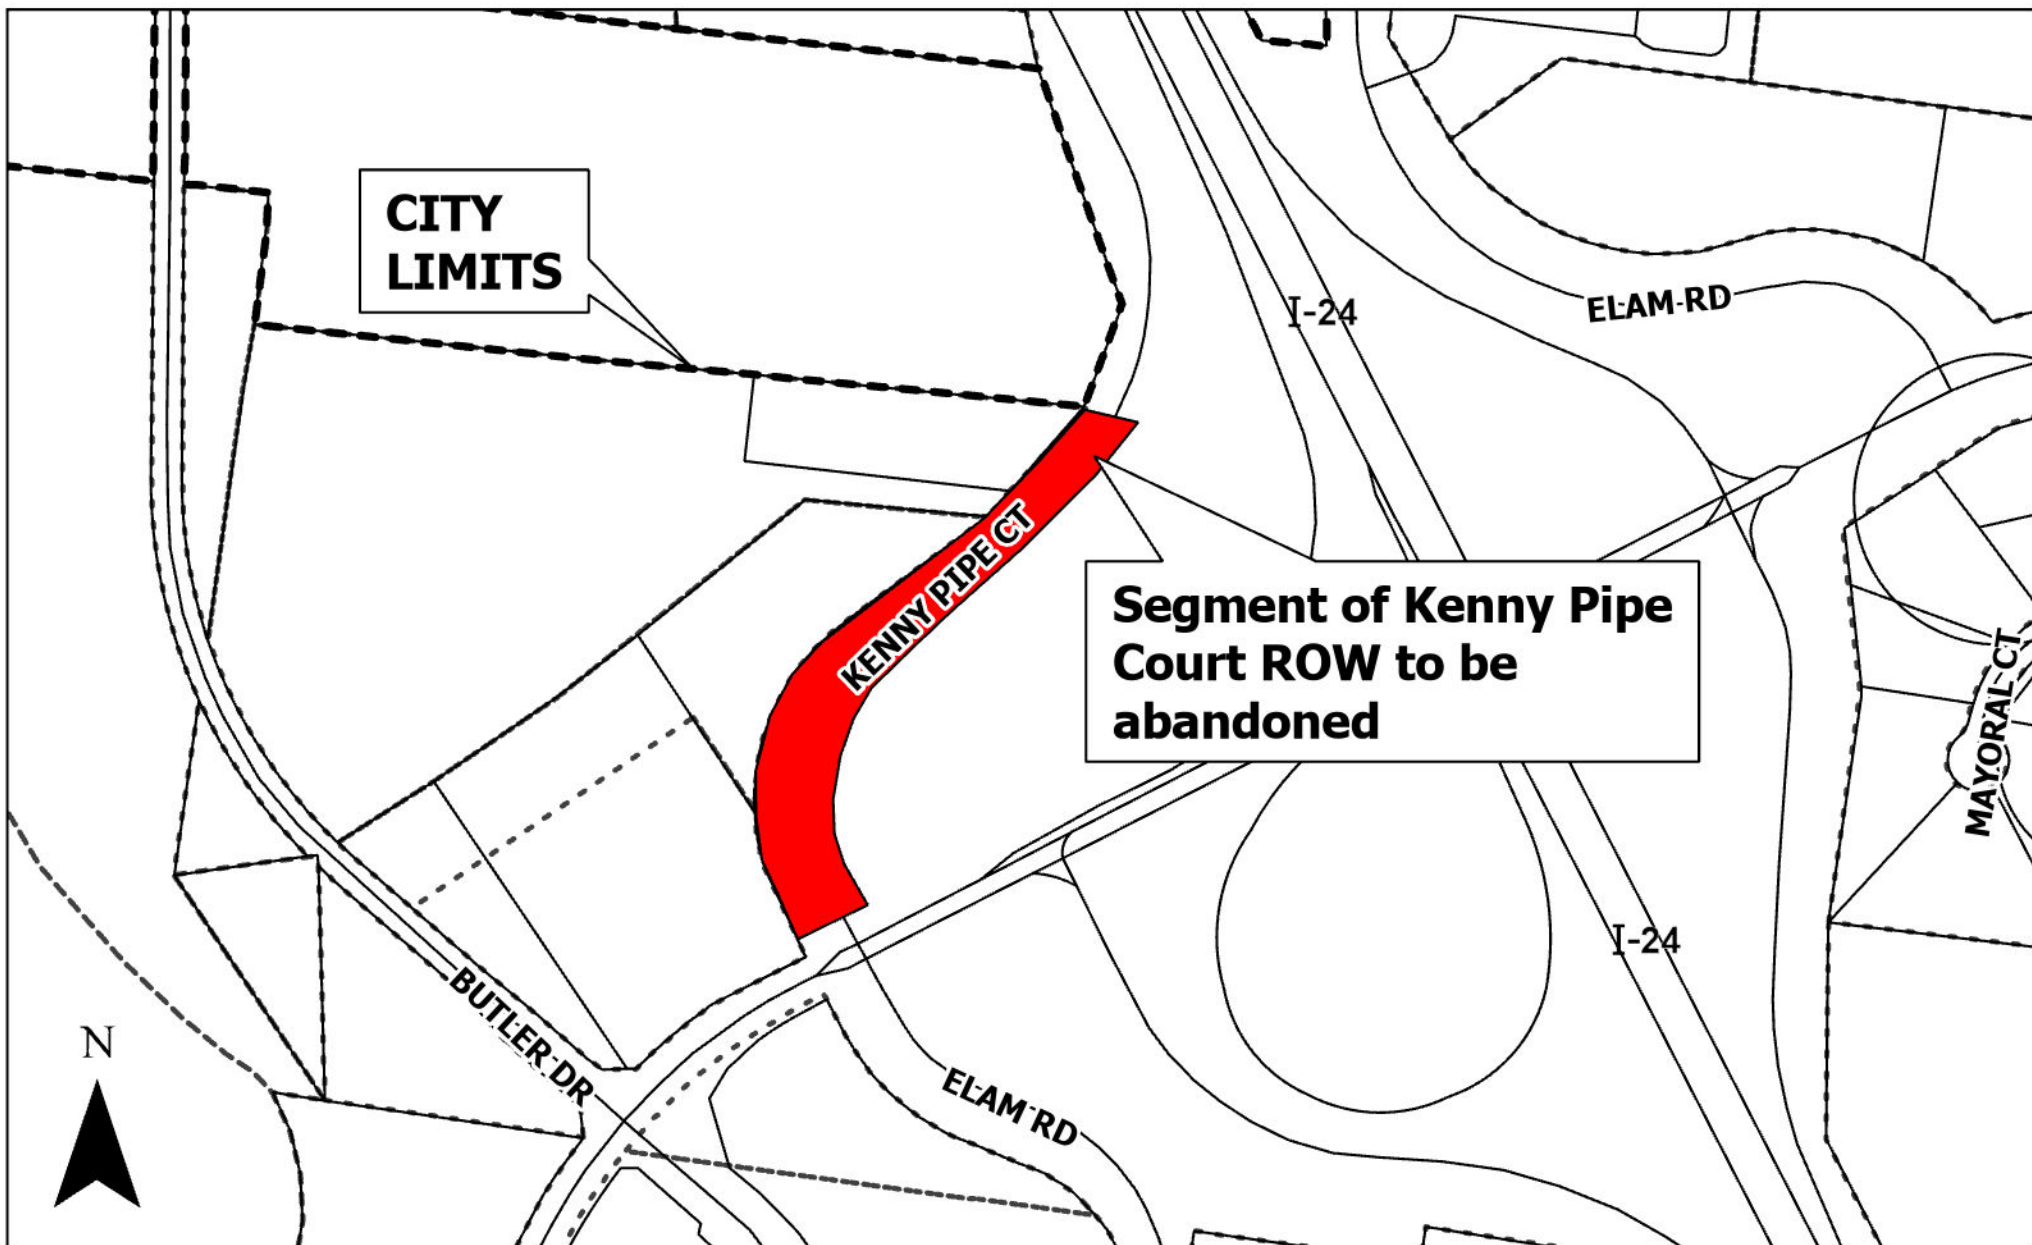 CITY
LIMITS
I-24
ELAM RD
KENNY PIPE CT
Segment of Kenny Pipe
Court ROW to be
abandoned
MAYORAL CT
I-24
BUTLER DR
N
ELAM RD